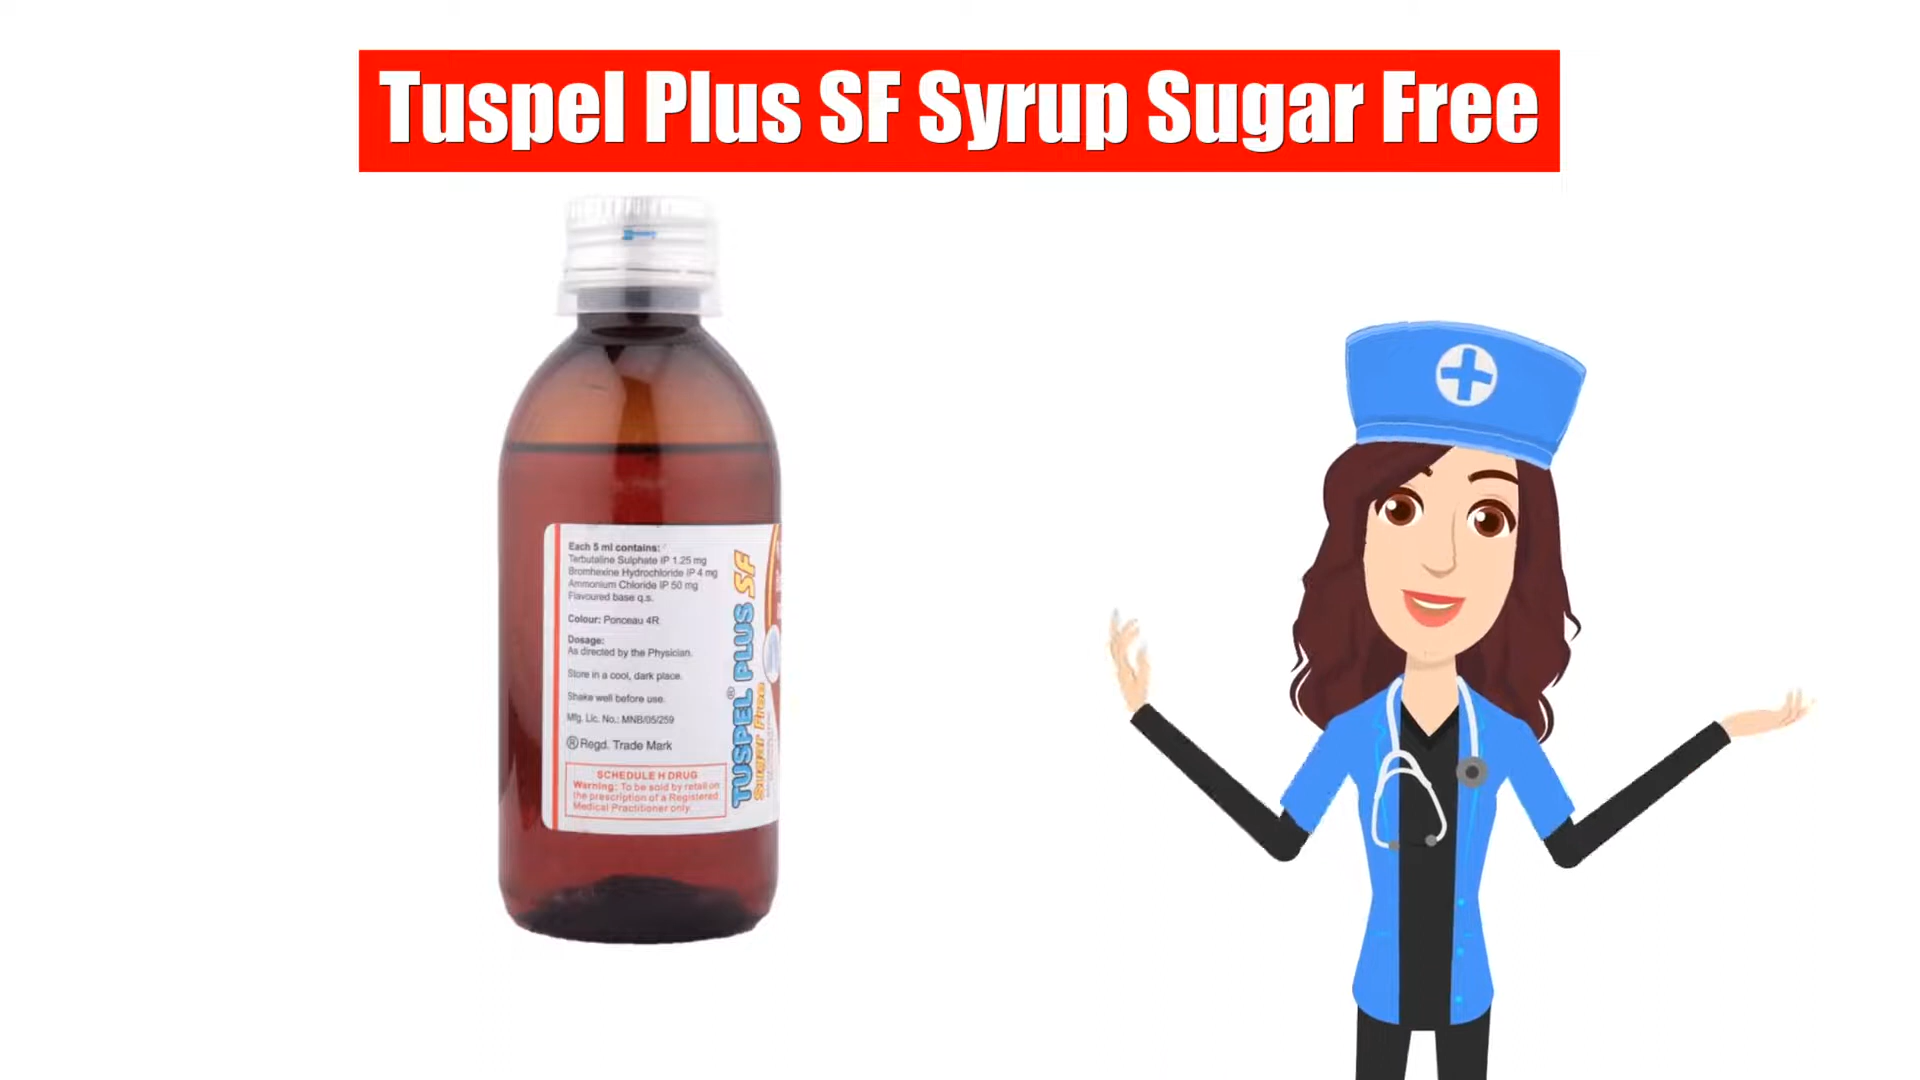 Tuspel Plus SF Syrup Sugar Free
Each 5 ml contains:
Terbutaline Sulphate IP 1.25 mg
Bromhexine Hydrochloride IP 4 mg
Ammonium Chloride IP 50 mg
Flavoured base q.s.
Colour: Ponceau 4R
Dosage:
As directed by the Physician.
Store in a cool, dark place.
Shake well before use.
Mfg. Lic. No.: MNB/05/259
® Regd. Trade Mark
SCHEDULE H DRUG
Warning: To be sold by retail on
the prescription of a Registered
Medical Practitioner only.
TUSPEL® PLUS SF
Sugar Free